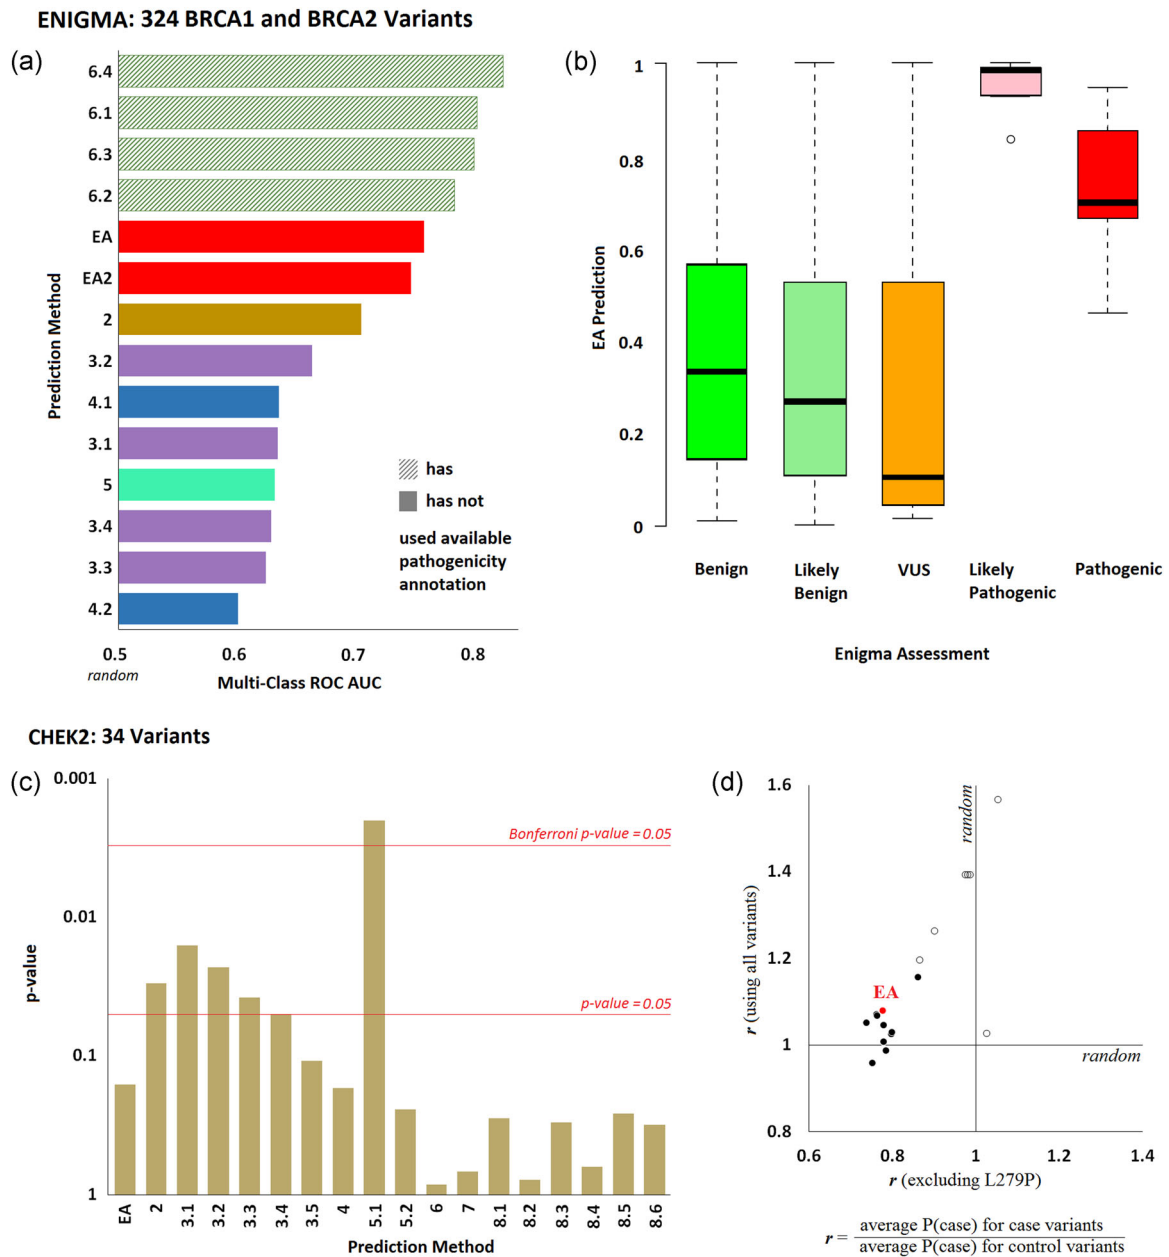 ENIGMA: 324 BRCA1 and BRCA2 Variants
(a)
Prediction Method
6.4
6.1
6.3
6.2
EA
EA2
2
3.2
4.1
3.1
5
3.4
3.3
4.2
has
has not
used available
pathogenicity
annotation
0.5
0.6
0.7
0.8
random
Multi-Class ROC AUC
(b)
EA Prediction
1
0.8
0.6
0.4
0.2
0
Benign
Likely
Benign
VUS
Likely
Pathogenic
Pathogenic
Enigma Assessment
CHEK2: 34 Variants
(c)
p-value
0.001
0.01
0.1
1
Bonferroni p-value = 0.05
p-value = 0.05
EA
2
3.1
3.2
3.3
3.4
3.5
4
5.1
5.2
6
7
8.1
8.2
8.3
8.4
8.5
8.6
Prediction Method
(d)
r (using all variants)
1.6
1.4
1.2
1
0.8
random
EA
random
0.6
0.8
1
1.2
1.4
r (excluding L279P)
r = average P(case) for case variants
average P(case) for control variants